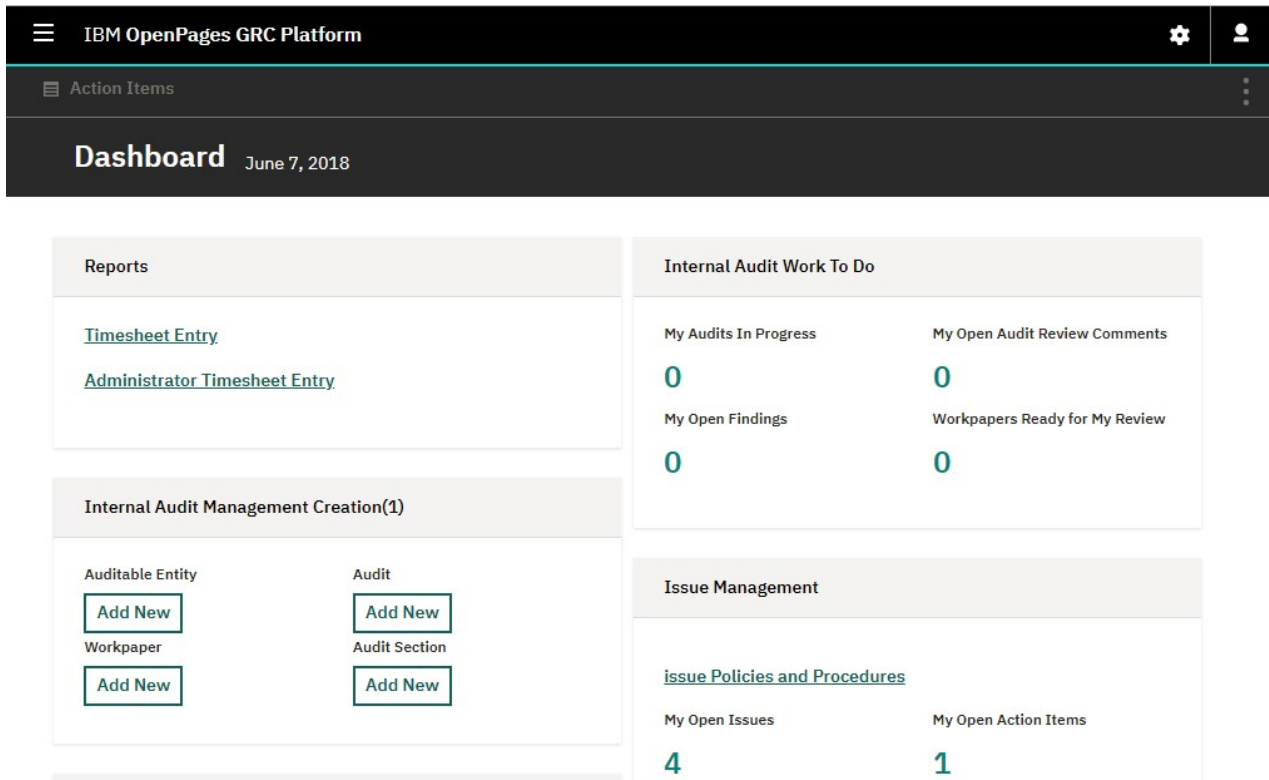 IBM OpenPages GRC Platform
Action Items
Dashboard June 7, 2018
Reports
Timesheet Entry
Administrator Timesheet Entry
Internal Audit Management Creation(1)
Auditable Entity Audit
Add New Add New
Workpaper Audit Section
Add New Add New
Internal Audit Work To Do
My Audits In Progress My Open Audit Review Comments
0 0
My Open Findings Workpapers Ready for My Review
0 0
Issue Management
issue Policies and Procedures
My Open Issues My Open Action Items
4 1